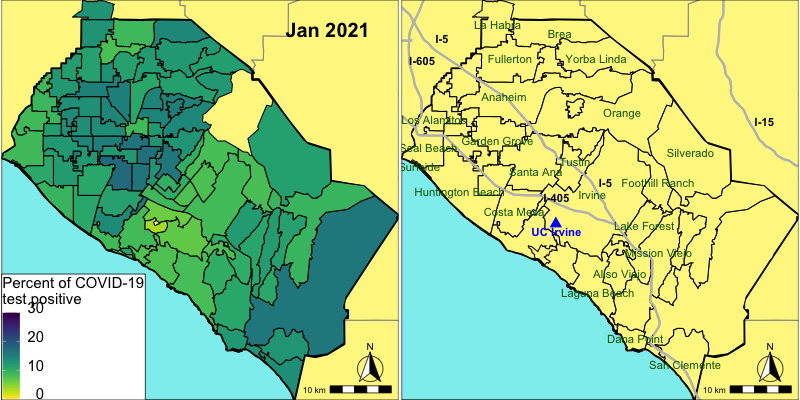 Jan 2021
Percent of COVID-19
test positive
30
20
10
0
N
10 km
La Habra
Brea
I-5
I-605
Fullerton
Yorba Linda
Anaheim
Orange
I-15
Los Alamitos
Garden Grove
Seal Beach
Silverado
Sunside
Tustin
Santa Ana
I-5
Foothill Ranch
Huntington Beach
Irvine
I-405
Costa Mesa
UC Irvine
Lake Forest
Mission Viejo
Aliso Viejo
Laguna Beach
Dana Point
San Clemente
N
10 km